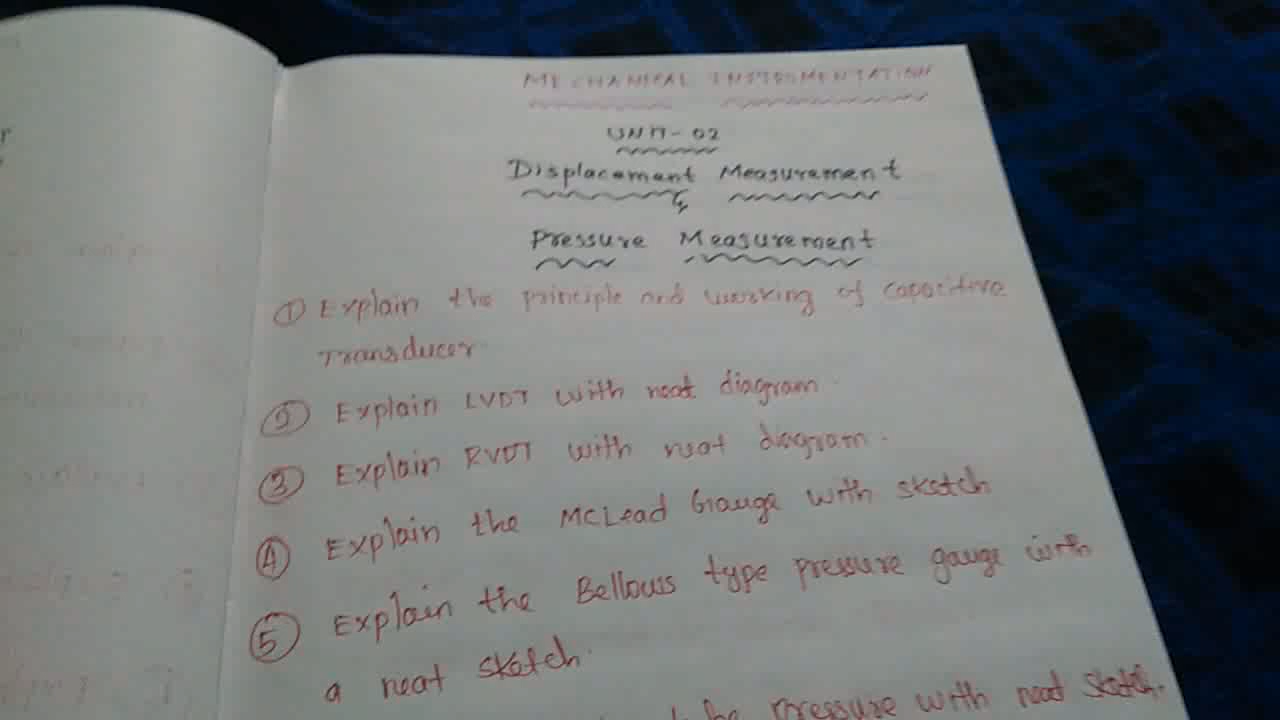 MECHANICAL INSTRUMENTATION
UNIT-02
Displacement Measurement
&
Pressure Measurement
① Explain the principle and working of capacitive
Transducer
② Explain LVDT with neat diagram.
③ Explain RVDT with neat diagram.
④ Explain the McLead Gauge with sketch
⑤ Explain the Bellows type pressure gauge with
a neat sketch.
pressure with neat sketch.